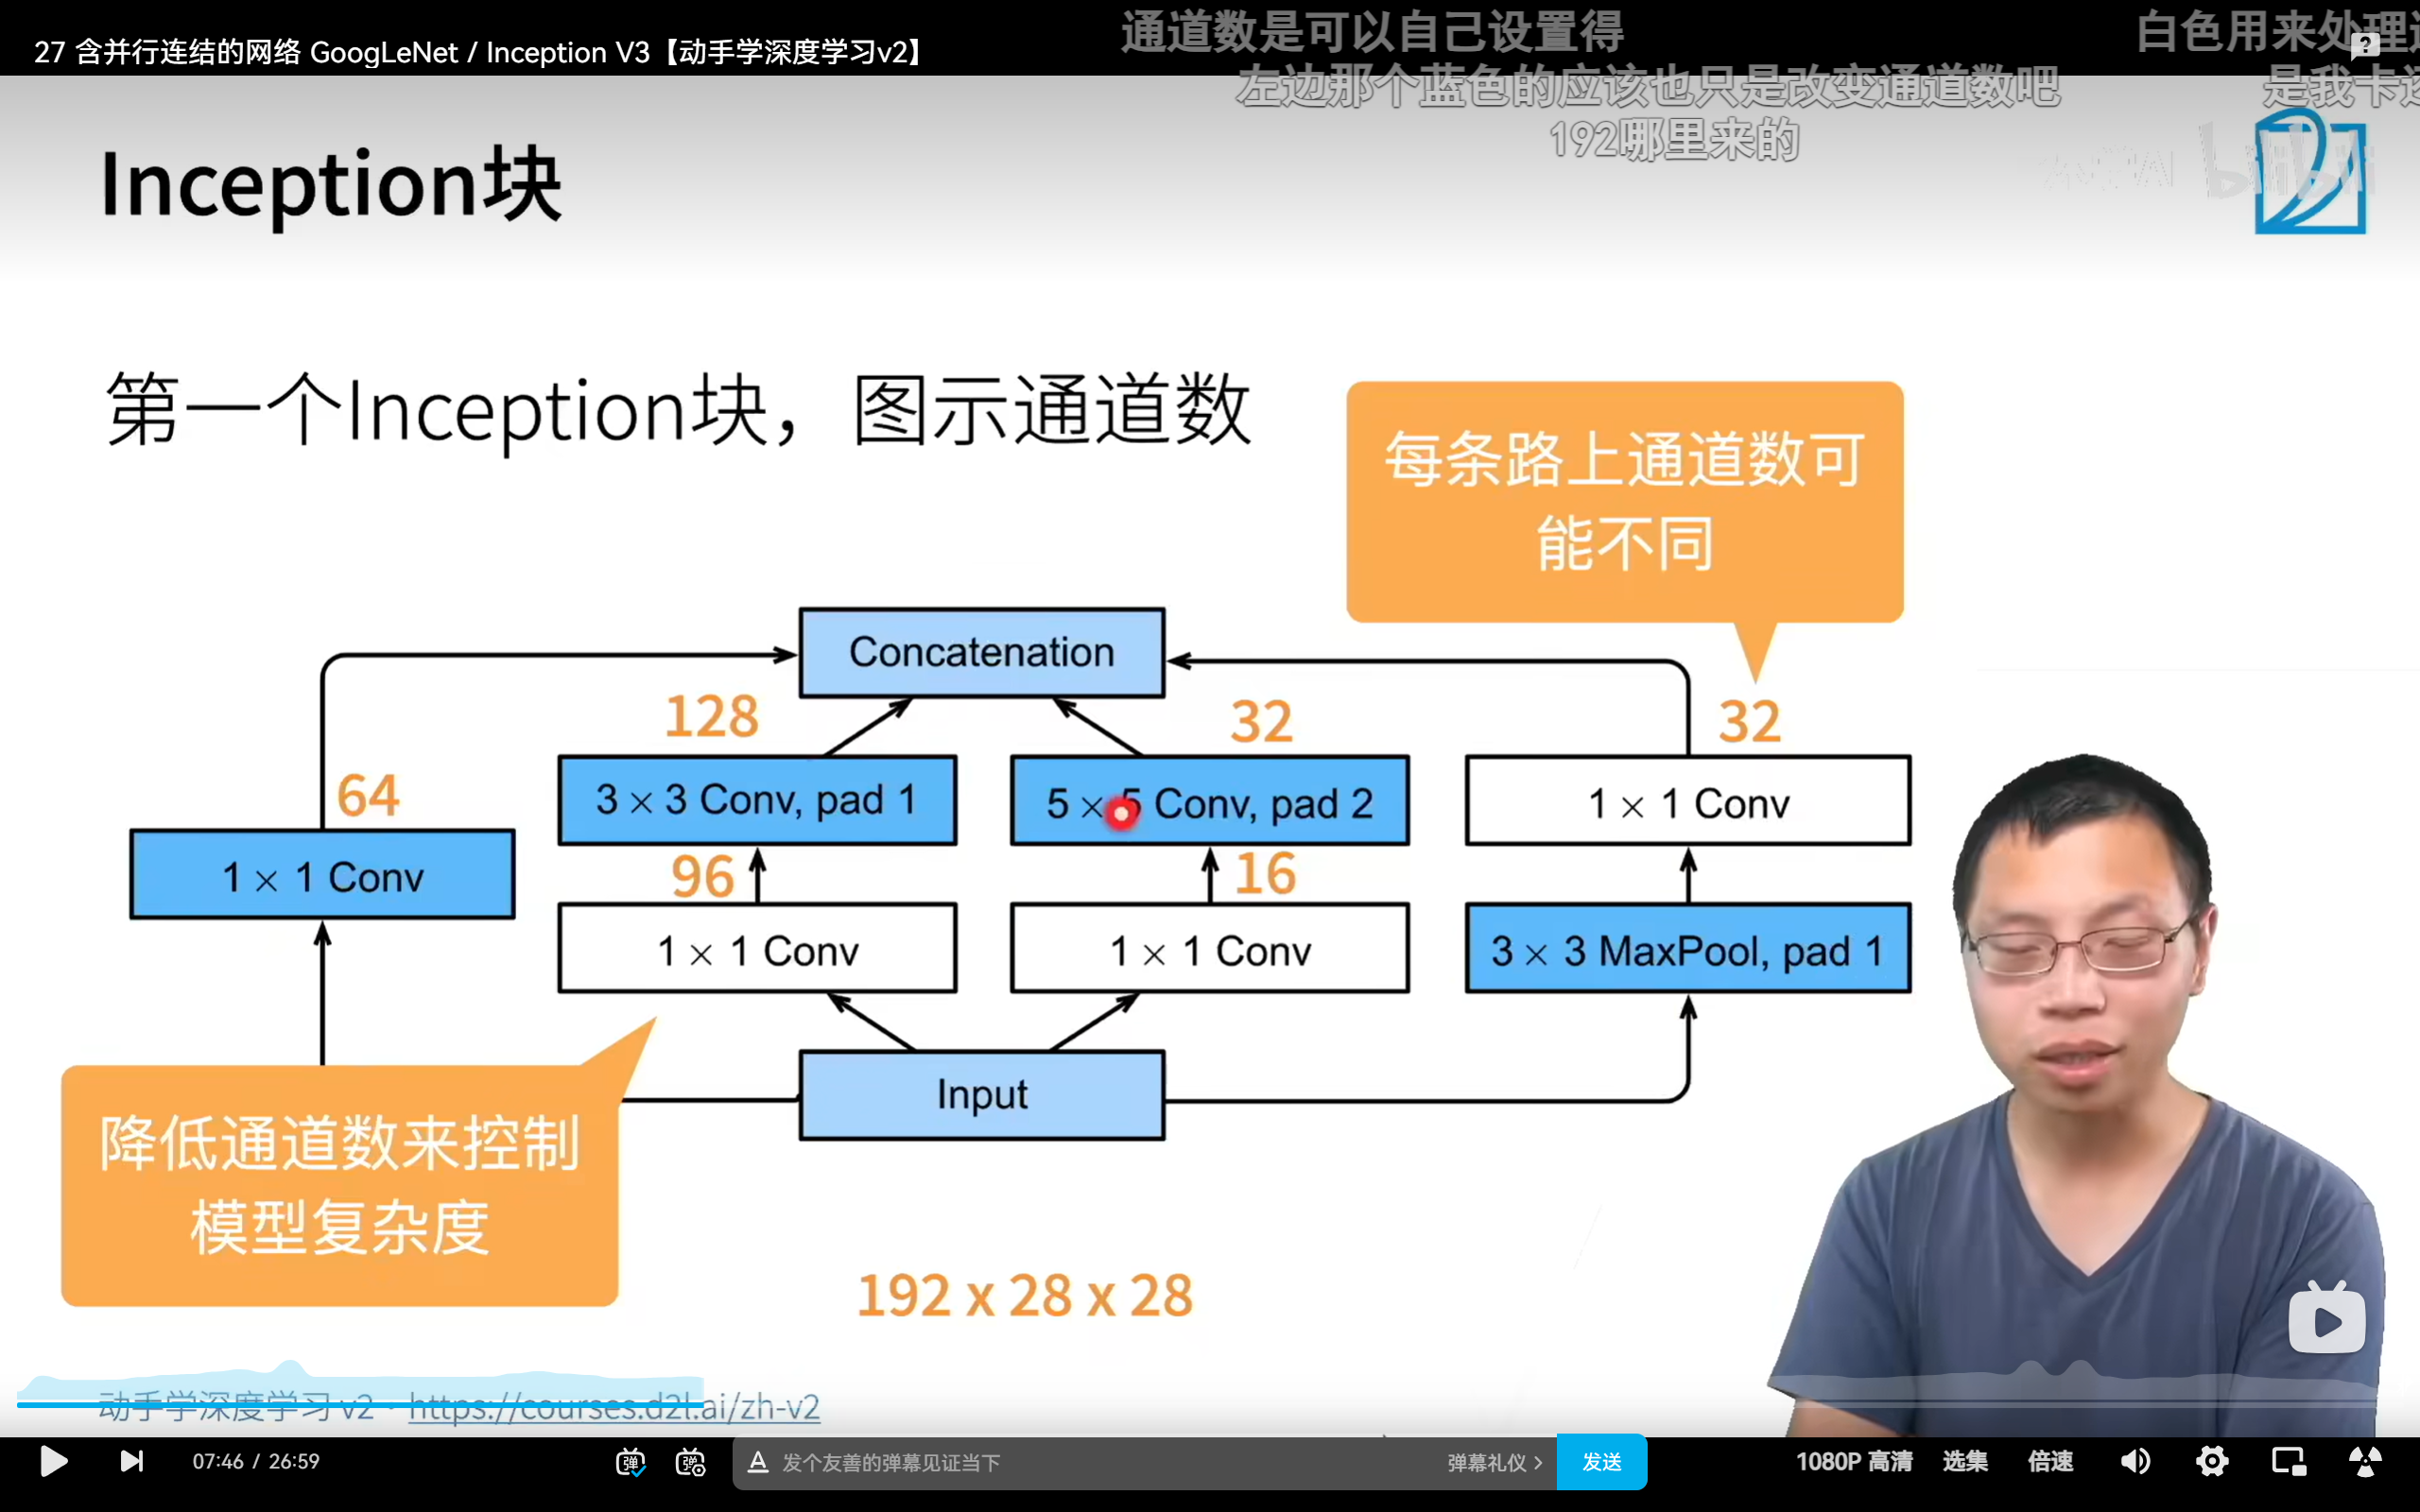 27 含并行连结的网络 GoogLeNet / Inception V3【动手学深度学习v2】
通道数是可以自己设置得
白色用来处理
左边那个蓝色的应该也只是改变通道数吧
是我卡
192哪里来的
bilibili
Inception块
第一个Inception块，图示通道数
每条路上通道数可
能不同
Concatenation
128
32
32
64
3 × 3 Conv, pad 1
5 × 5 Conv, pad 2
1 × 1 Conv
1 × 1 Conv
96
16
1 × 1 Conv
1 × 1 Conv
3 × 3 MaxPool, pad 1
Input
降低通道数来控制
模型复杂度
192 x 28 x 28
动手学深度学习 v2 · https://courses.d2l.ai/zh-v2
07:46 / 26:59
弹
弹
A 发个友善的弹幕见证当下
弹幕礼仪 >
发送
1080P 高清
选集
倍速